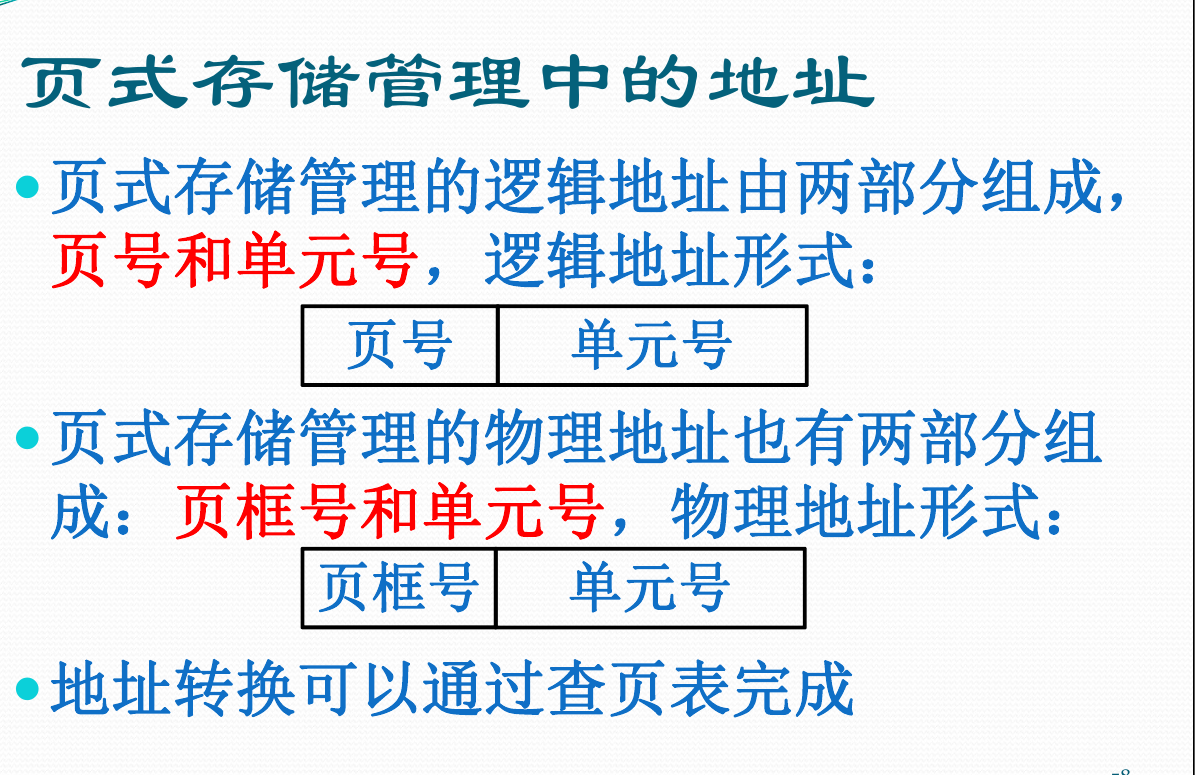 页式存储管理中的地址
•页式存储管理的逻辑地址由两部分组成，
页号和单元号，逻辑地址形式：
页号 单元号
•页式存储管理的物理地址也有两部分组
成：页框号和单元号，物理地址形式：
页框号 单元号
•地址转换可以通过查页表完成